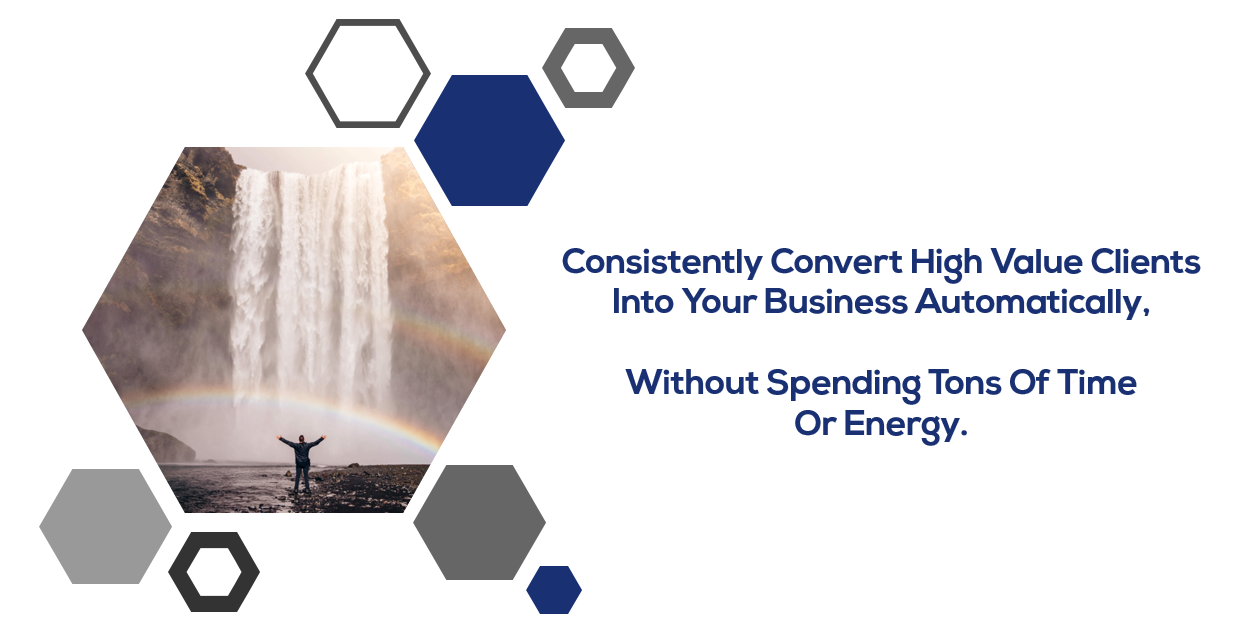 Consistently Convert High Value Clients
Into Your Business Automatically,
Without Spending Tons Of Time
Or Energy.